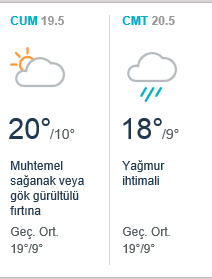 CUM 19.5
20°/10°
Muhtemel
sağanak veya
gök gürültülü
fırtına
Geç. Ort.
19°/9°
CMT 20.5
18°/9°
Yağmur
ihtimali
Geç. Ort.
19°/9°